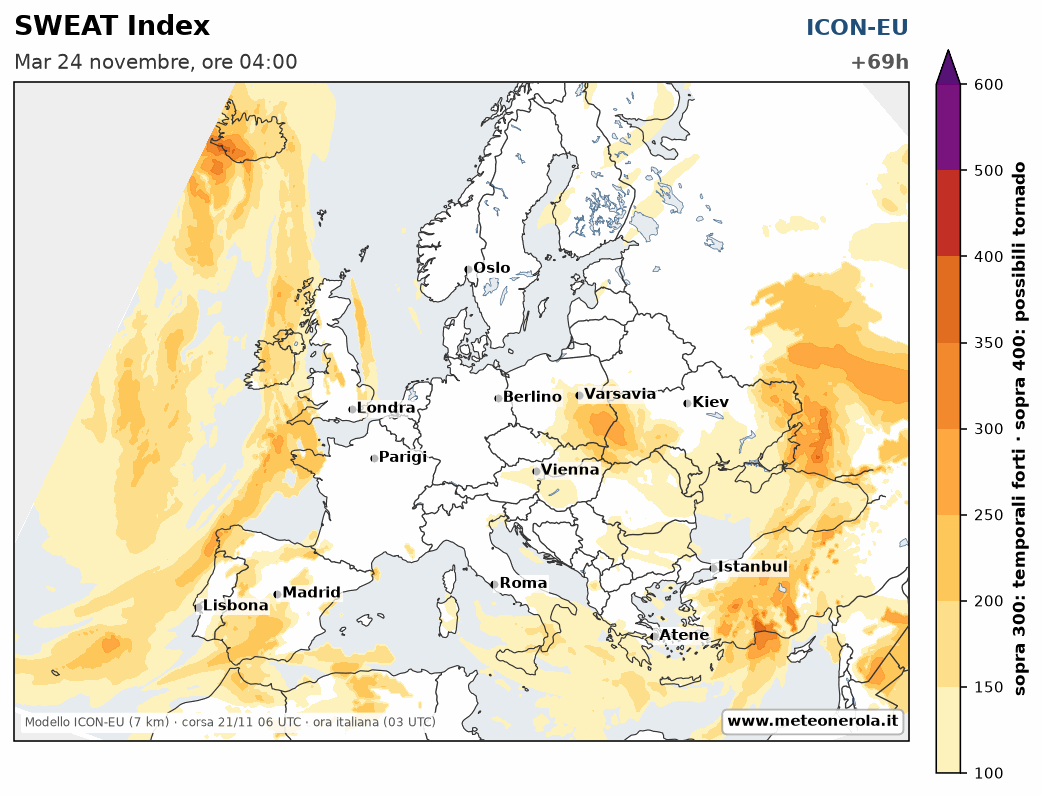 SWEAT Index
ICON-EU
Mar 24 novembre, ore 04:00
+69h
600
500
400
350
300
250
200
150
100
sopra 300: temporali forti · sopra 400: possibili tornado
Oslo
Berlino
Varsavia
Kiev
Londra
Parigi
Vienna
Istanbul
Roma
Madrid
Lisbona
Atene
Modello ICON-EU (7 km) · corsa 21/11 06 UTC · ora italiana (03 UTC)
www.meteonerola.it